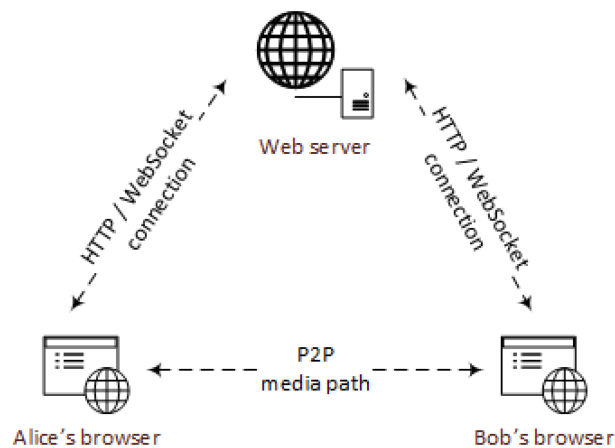 Web server
HTTP / WebSocket
connection
HTTP / WebSocket
connection
P2P
media path
Alice's browser
Bob's browser